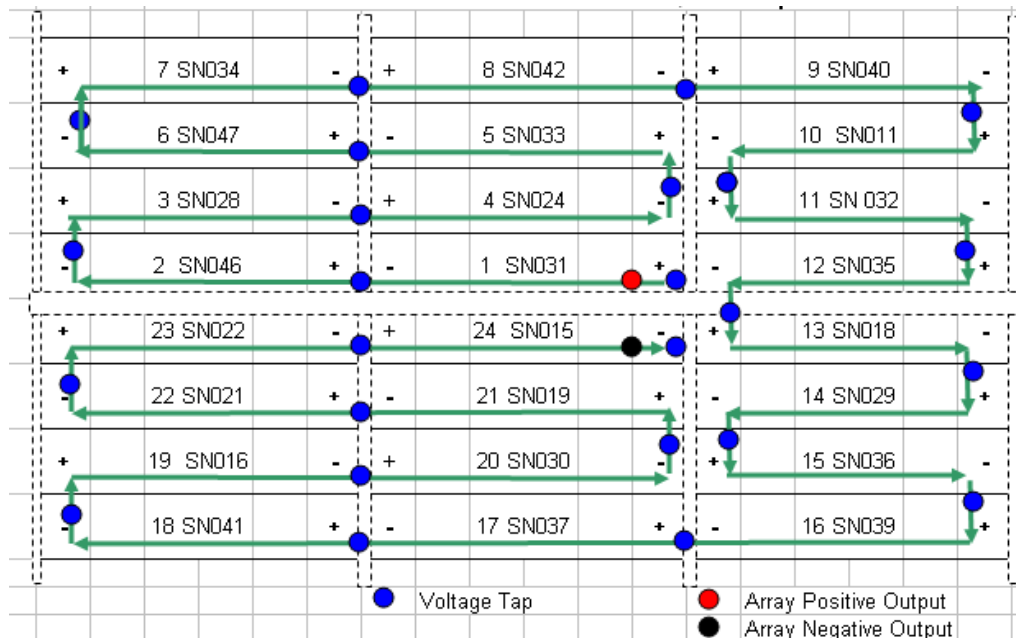 7 SN034 8 SN042 9 SN040
+ - + - + -
6 SN047 5 SN033 10 SN011
- + - + - +
3 SN028 4 SN024 11 SN 032
+ - + - + -
2 SN046 1 SN031 12 SN035
- + - + - +
23 SN022 24 SN015 13 SN018
+ - + - + -
22 SN021 21 SN019 14 SN029
- + - + - +
19 SN016 20 SN030 15 SN036
+ - + - + -
18 SN041 17 SN037 16 SN039
- + - + - +
Voltage Tap Array Positive Output
Array Negative Output